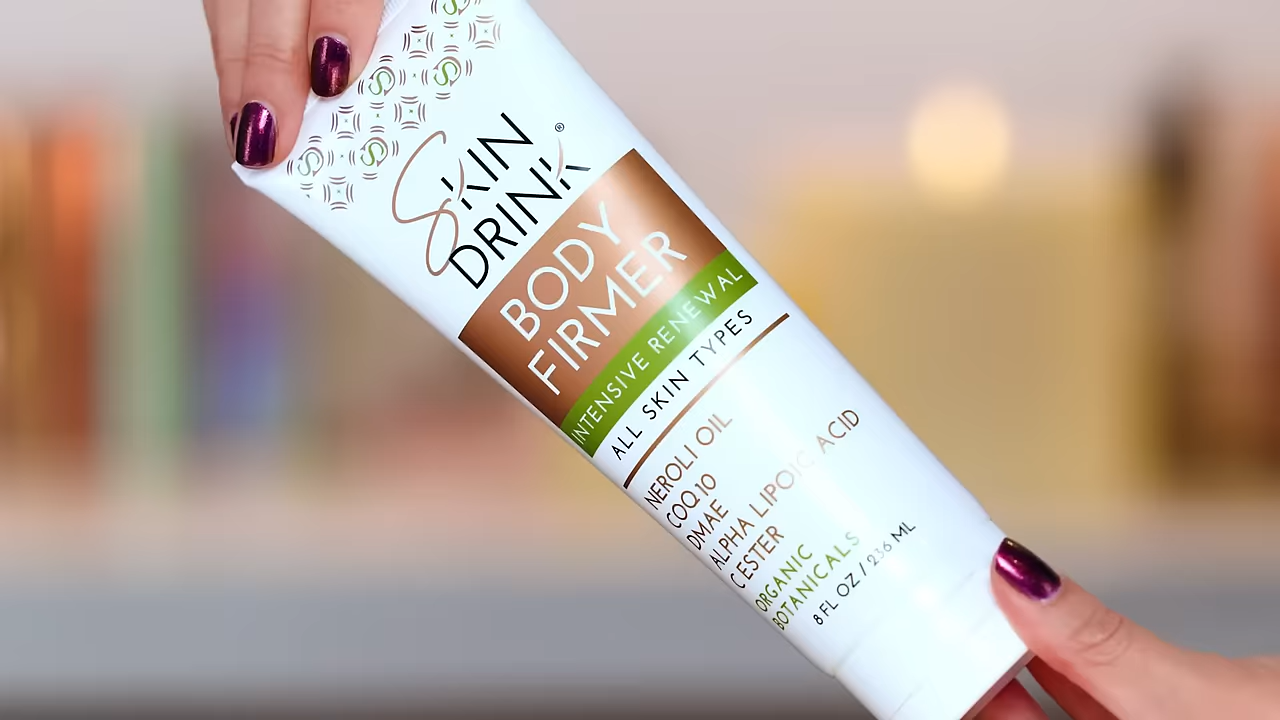 SKIN
DRINK®
BODY
FIRMER
INTENSIVE RENEWAL
ALL SKIN TYPES
NEROLI OIL
COQ10
DMAE
ALPHA LIPOIC ACID
C ESTER
ORGANIC
BOTANICALS
8 FL OZ / 236 ML